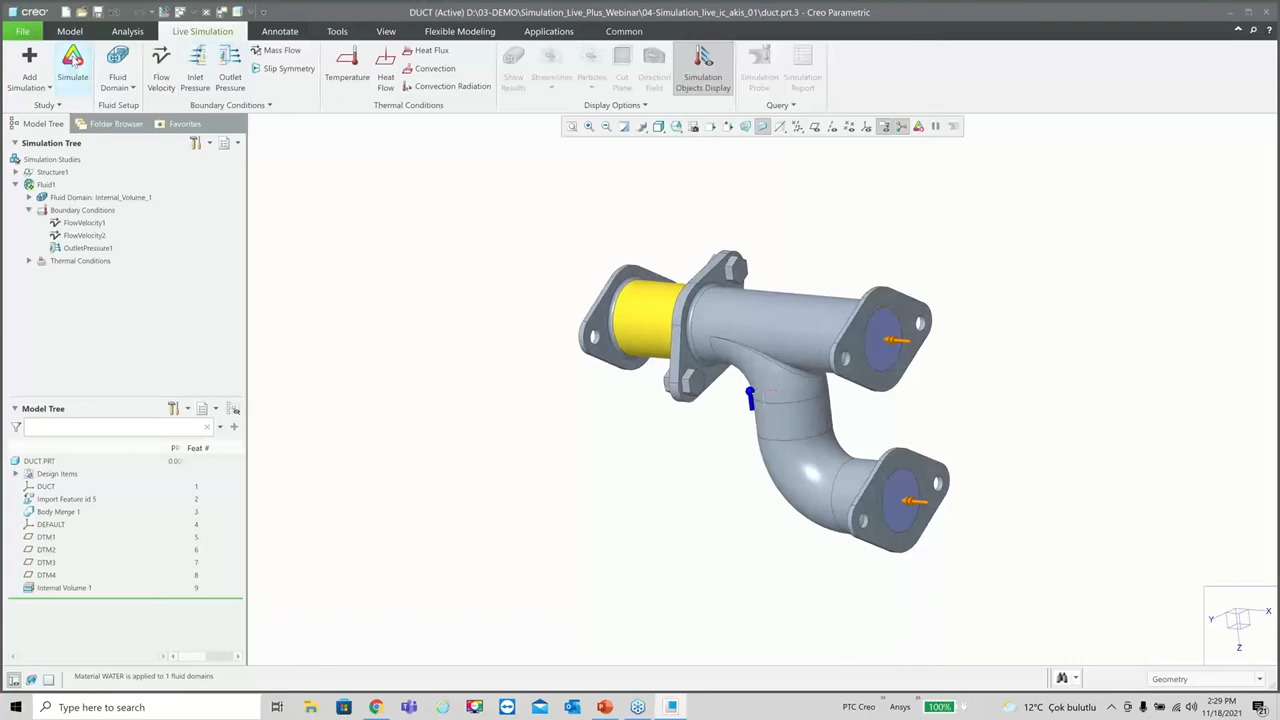 creo
DUCT (Active) D:\03-DEMO\Simulation_Live_Plus_Webinar\04-Simulation_live_ic_akis_01\duct.prt.3 - Creo Parametric
File Model Analysis Live Simulation Annotate Tools View Flexible Modeling Applications Common
Add Simulation
Simulate
Fluid Domain
Flow Velocity
Inlet Pressure
Outlet Pressure
Mass Flow
Slip Symmetry
Temperature
Heat Flow
Heat Flux
Convection
Convection Radiation
Show Results
Streamlines
Particles
Cut Plane
Direction Field
Simulation Objects Display
Simulation Probe
Simulation Report
Study Fluid Setup Boundary Conditions Thermal Conditions Display Options Query
Model Tree Folder Browser Favorites
Simulation Tree
Simulation Studies
Structure1
Fluid1
Fluid Domain: Internal_Volume_1
Boundary Conditions
FlowVelocity1
FlowVelocity2
OutletPressure1
Thermal Conditions
Model Tree
Feat #
DUCT.PRT 0.00
Design Items
DUCT 1
Import Feature id 5 2
Body Merge 1 3
DEFAULT 4
DTM1 5
DTM2 6
DTM3 7
DTM4 8
Internal Volume 1 9
X
Y
Z
Material WATER is applied to 1 fluid domains.
Geometry
Type here to search
PTC Creo
Ansys
100%
12°C Çok bulutlu
2:29 PM
11/18/2021